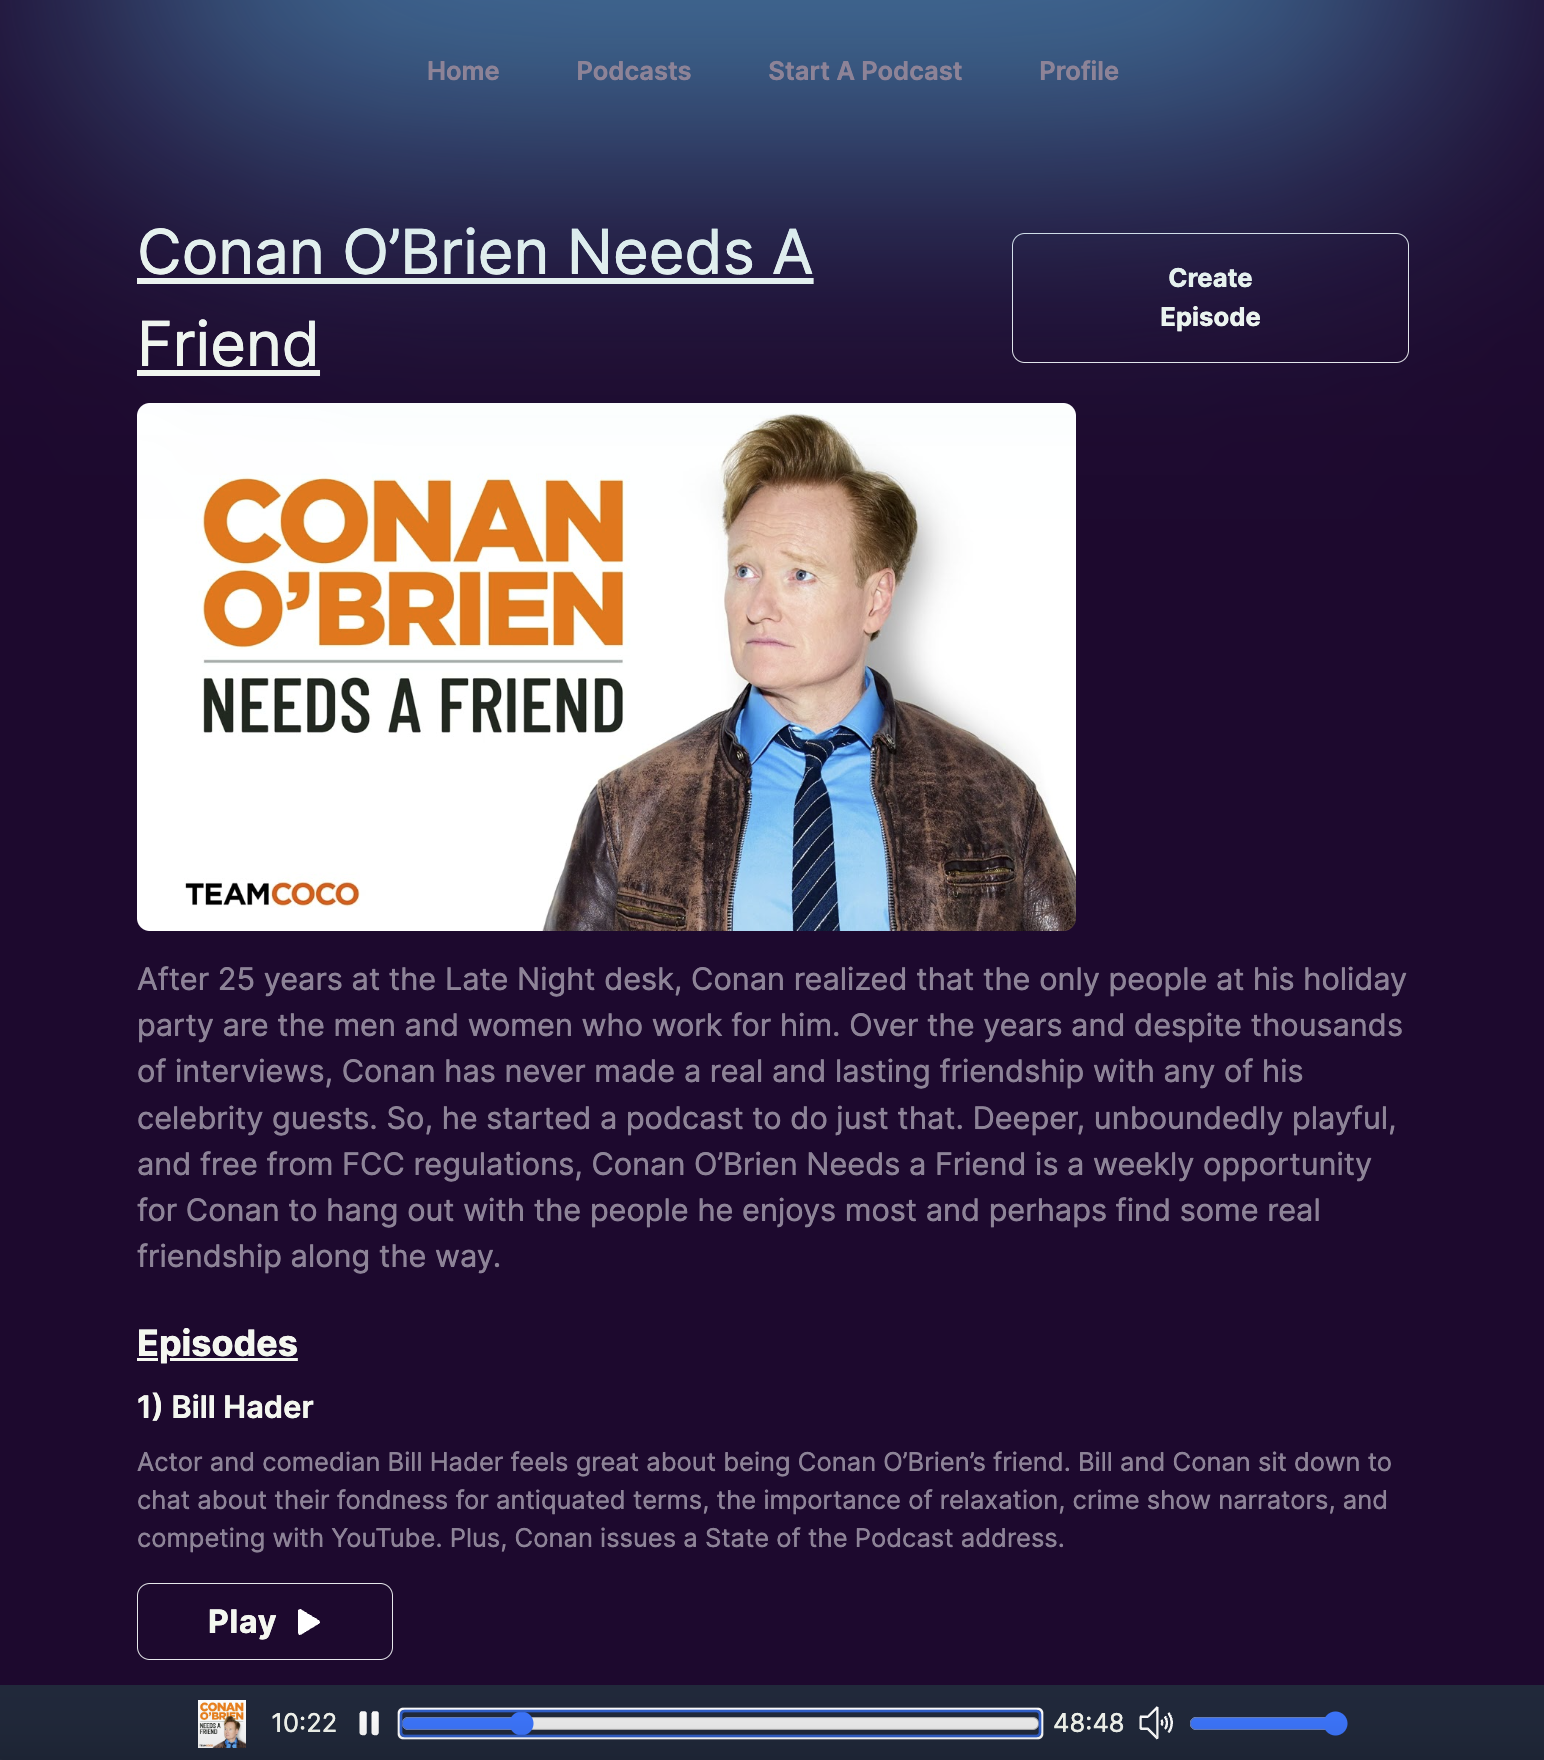 Home Podcasts Start A Podcast Profile
Conan O’Brien Needs A
Friend
Create
Episode
CONAN
O’BRIEN
NEEDS A FRIEND
TEAMCOCO
After 25 years at the Late Night desk, Conan realized that the only people at his holiday
party are the men and women who work for him. Over the years and despite thousands
of interviews, Conan has never made a real and lasting friendship with any of his
celebrity guests. So, he started a podcast to do just that. Deeper, unboundedly playful,
and free from FCC regulations, Conan O’Brien Needs a Friend is a weekly opportunity
for Conan to hang out with the people he enjoys most and perhaps find some real
friendship along the way.
Episodes
1) Bill Hader
Actor and comedian Bill Hader feels great about being Conan O’Brien’s friend. Bill and Conan sit down to
chat about their fondness for antiquated terms, the importance of relaxation, crime show narrators, and
competing with YouTube. Plus, Conan issues a State of the Podcast address.
Play
CONAN
O’BRIEN
NEEDS A
FRIEND
10:22 48:48